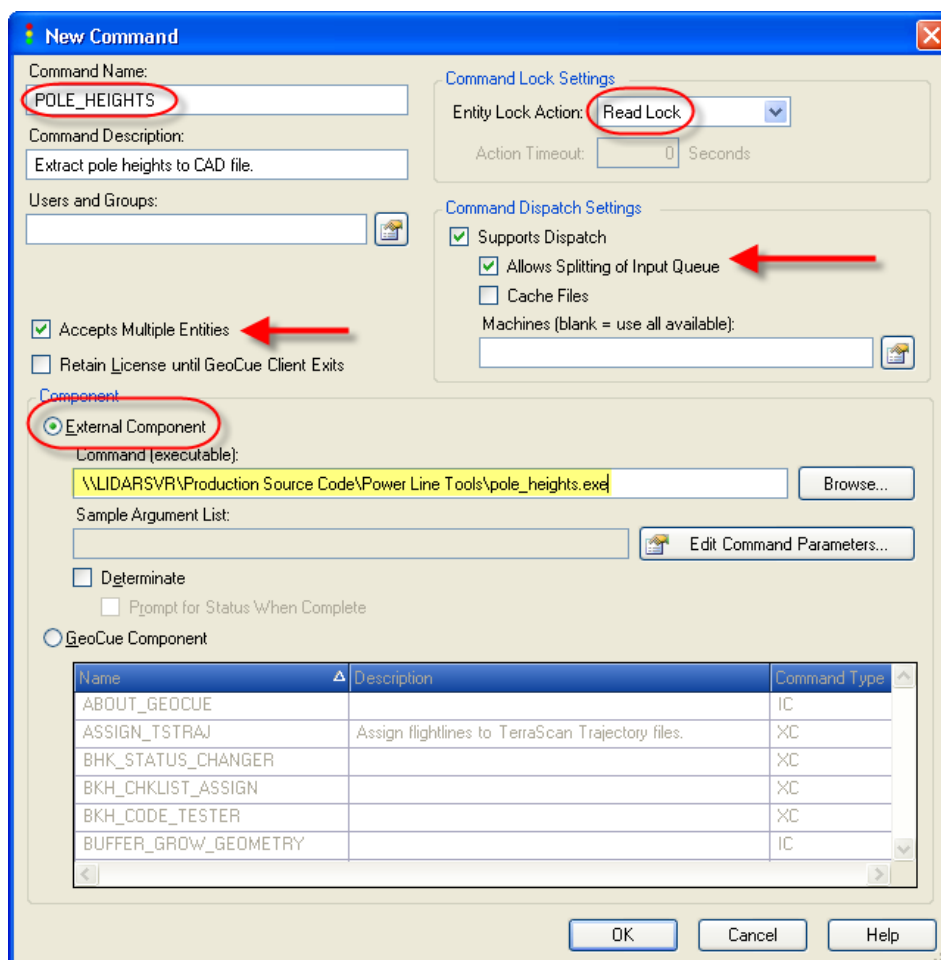 New Command
Command Name:
POLE_HEIGHTS
Command Description:
Extract pole heights to CAD file.
Users and Groups:
Accepts Multiple Entities
Retain License until GeoCue Client Exits
Command Lock Settings
Entity Lock Action: Read Lock
Action Timeout: 0 Seconds
Command Dispatch Settings
Supports Dispatch
Allows Splitting of Input Queue
Cache Files
Machines (blank = use all available):
Component
External Component
Command (executable):
\\LIDARSVR\Production Source Code\Power Line Tools\pole_heights.exe Browse...
Sample Argument List:
Edit Command Parameters...
Determinate
Prompt for Status When Complete
GeoCue Component
Name Description Command Type
ABOUT_GEOCUE IC
ASSIGN_TSTRAJ Assign flightlines to TerraScan Trajectory files. XC
BHK_STATUS_CHANGER XC
BKH_CHKLIST_ASSIGN XC
BKH_CODE_TESTER XC
BUFFER_GROW_GEOMETRY IC
OK Cancel Help